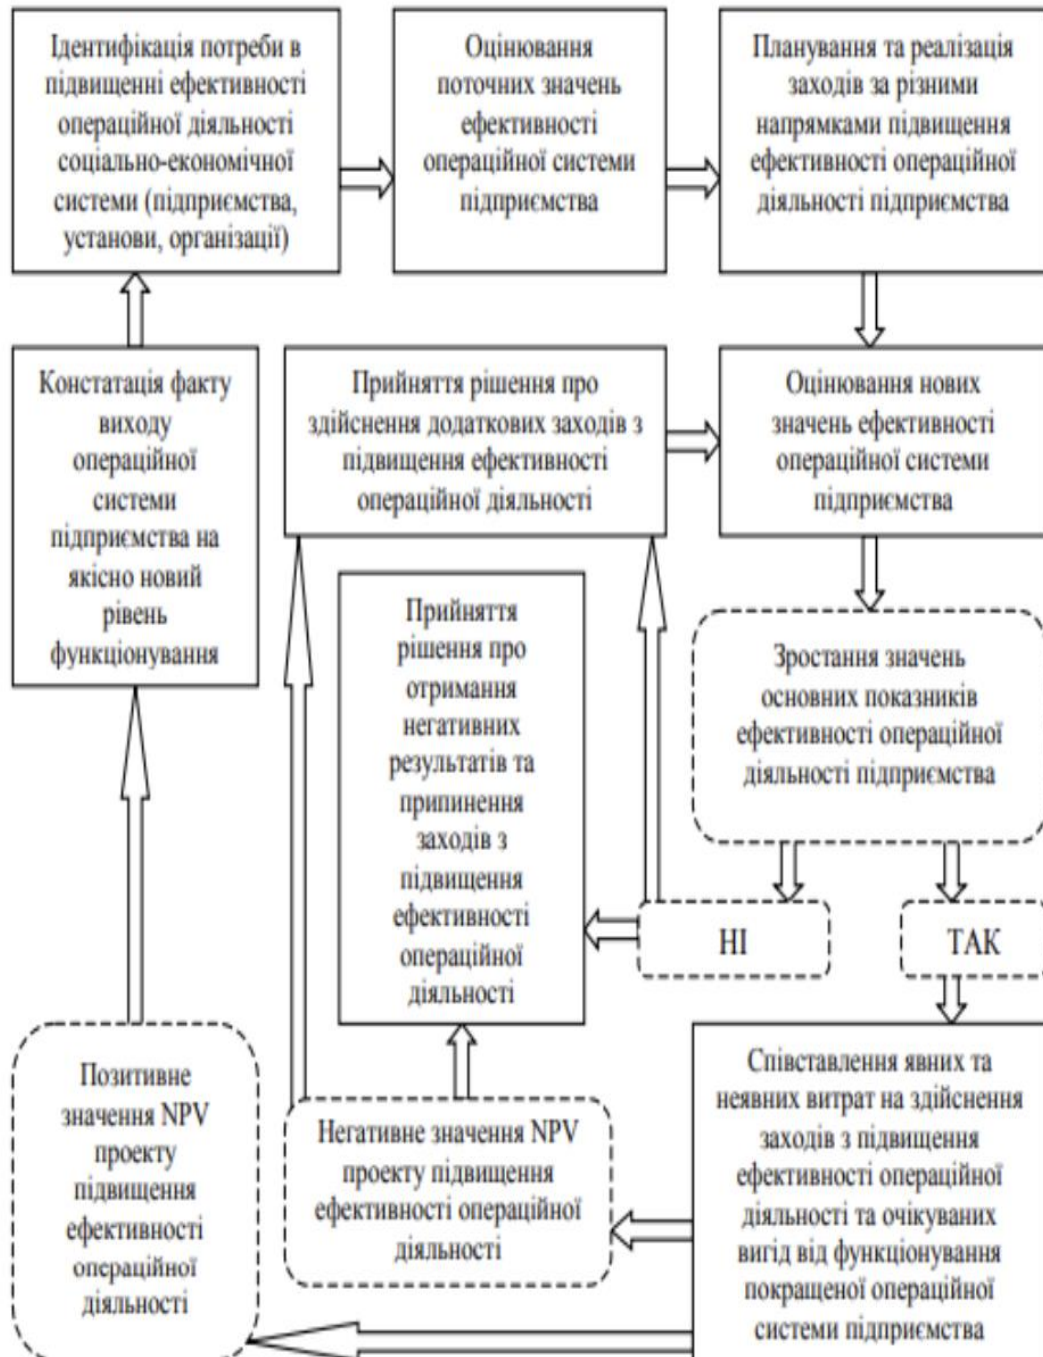 Ідентифікація потреби в
підвищенні ефективності
операційної діяльності
соціально-економічної
системи (підприємства,
установи, організації)
Оцінювання
поточних значень
ефективності
операційної системи
підприємства
Планування та реалізація
заходів за різними
напрямками підвищення
ефективності операційної
діяльності підприємства
Констатація факту
виходу
операційної
системи
підприємства на
якісно новий
рівень
функціонування
Прийняття рішення про
здійснення додаткових заходів з
підвищення ефективності
операційної діяльності
Оцінювання нових
значень ефективності
операційної системи
підприємства
Прийняття
рішення про
отримання
негативних
результатів та
припинення
заходів з
підвищення
ефективності
операційної
діяльності
Зростання значень
основних показників
ефективності операційної
діяльності підприємства
НІ
ТАК
Позитивне
значення NPV
проекту
підвищення
ефективності
операційної
діяльності
Негативне значення NPV
проекту підвищення
ефективності операційної
діяльності
Співставлення явних та
неявних витрат на здійснення
заходів з підвищення
ефективності операційної
діяльності та очікуваних
вигід від функціонування
покращеної операційної
системи підприємства